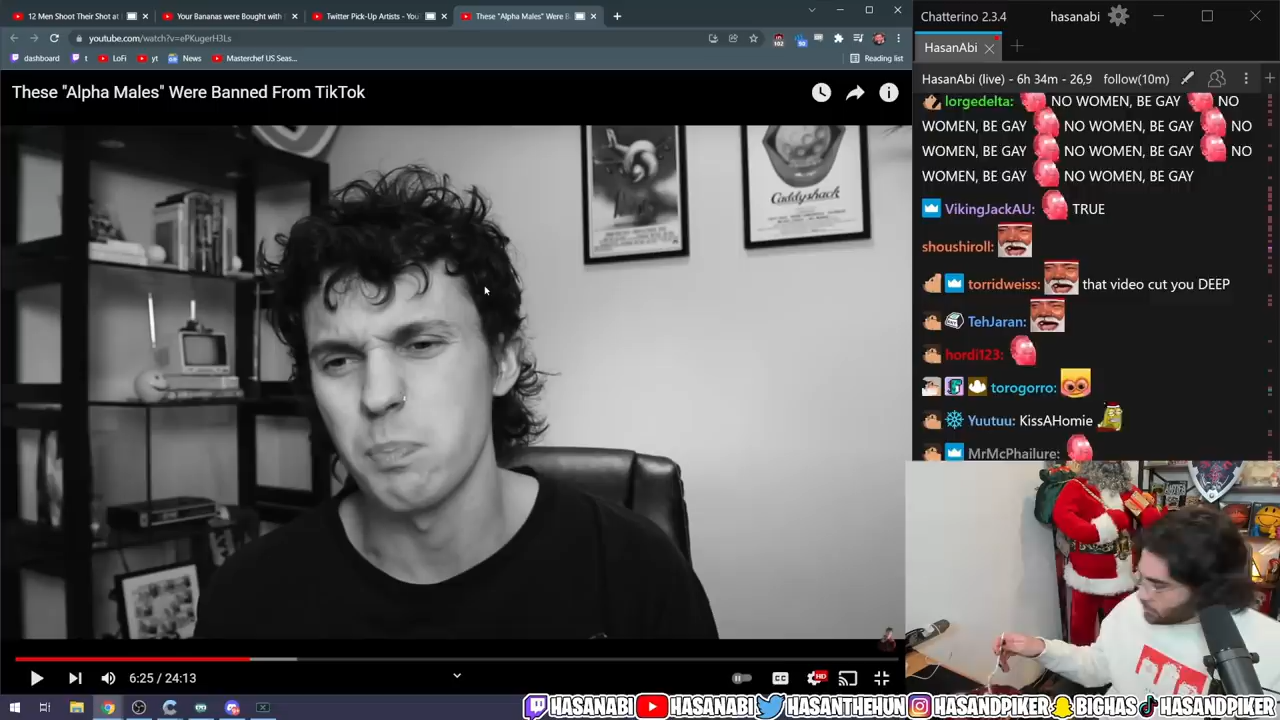 12 Men Shoot Their Shot at
Your Bananas were Bought with
Twitter Pick-Up Artists - You
These "Alpha Males" Were B
youtube.com/watch?v=ePKugerH3Ls
102
90
dashboard
t
LoFi
yt
News
Masterchef US Seas...
Reading list
These "Alpha Males" Were Banned From TikTok
Caddyshack
6:25 / 24:13
CC
HD
Chatterino 2.3.4
hasanabi
HasanAbi
HasanAbi (live) - 6h 34m - 26,9
follow(10m)
lorgedelta: NO WOMEN, BE GAY NO
WOMEN, BE GAY NO WOMEN, BE GAY NO
WOMEN, BE GAY NO WOMEN, BE GAY NO
WOMEN, BE GAY NO WOMEN, BE GAY
VikingJackAU: TRUE
shoushiroll:
torridweiss: that video cut you DEEP
TehJaran:
hordi123:
torogorro:
Yuutuu: KissAHomie
MrMcPhailure:
HASANABI HASANABI HASANTHEHUN HASANDPIKER BIGHAS HASANDPIKER